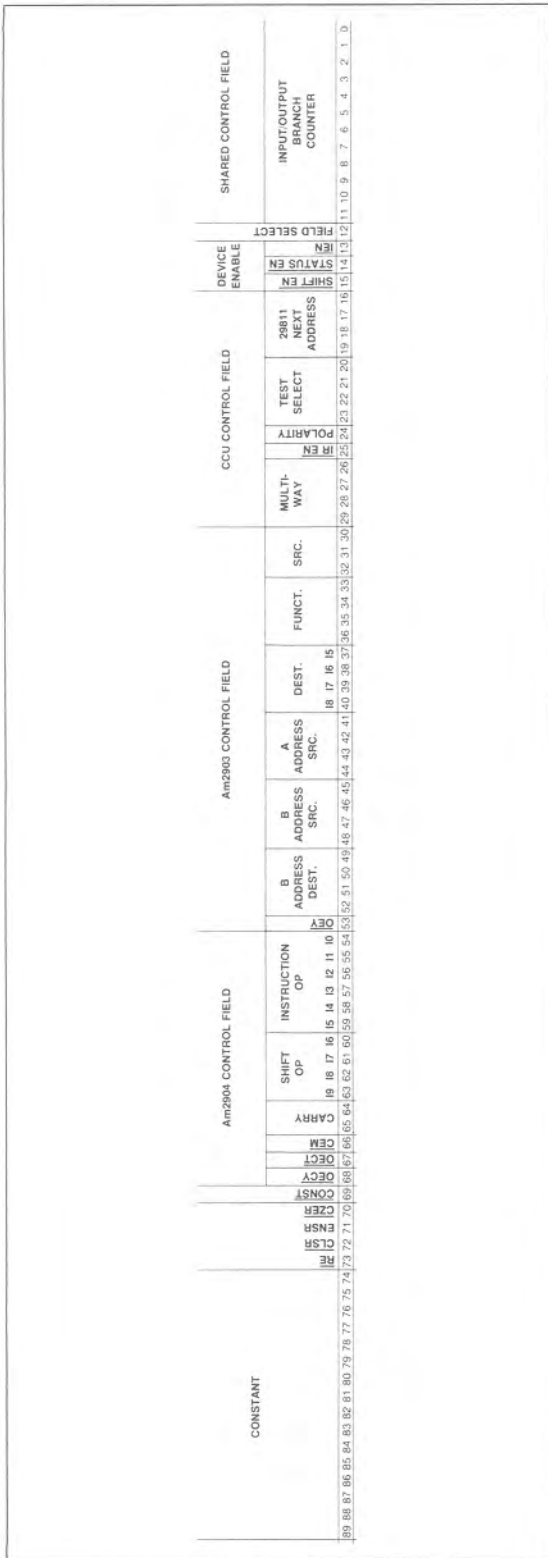 CONSTANT
RE
CLSR
ENSR
CZER
CONST
Am2904 CONTROL FIELD
OECY
OECT
CEM
CARRY
SHIFT
OP
I9 I8 I7 I6
INSTRUCTION
OP
I5 I4 I3 I2 I1 I0
Am2903 CONTROL FIELD
OEY
B
ADDRESS
DEST.
B
ADDRESS
SRC.
A
ADDRESS
SRC.
DEST.
I8 I7 I6 I5
FUNCT.
SRC.
CCU CONTROL FIELD
MULTI-
WAY
IR EN
POLARITY
TEST
SELECT
29811
NEXT
ADDRESS
DEVICE
ENABLE
SHIFT EN
STATUS EN
IEN
FIELD SELECT
SHARED CONTROL FIELD
INPUT/OUTPUT
BRANCH
COUNTER
89 88 87 86 85 84 83 82 81 80 79 78 77 76 75 74 73 72 71 70 69 68 67 66 65 64 63 62 61 60 59 58 57 56 55 54 53 52 51 50 49 48 47 46 45 44 43 42 41 40 39 38 37 36 35 34 33 32 31 30 29 28 27 26 25 24 23 22 21 20 19 18 17 16 15 14 13 12 11 10 9 8 7 6 5 4 3 2 1 0